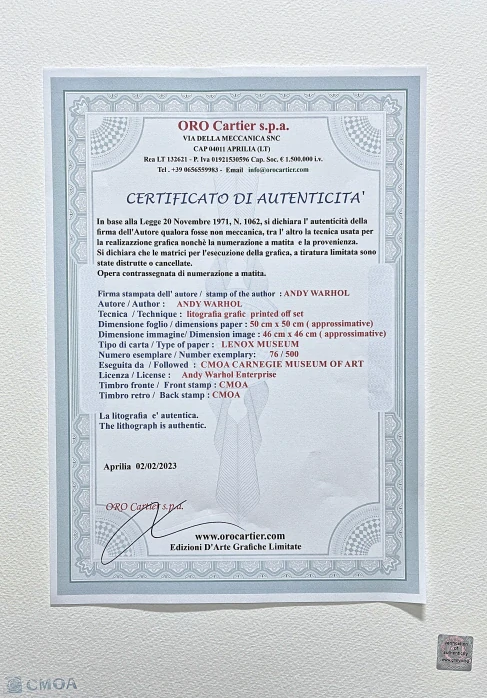 ORO Cartier s.p.a.
VIA DELLA MECCANICA SNC
CAP 04011 APRILIA (LT)
Rea LT 132621 - P. Iva 01921530596 Cap. Soc. € 1.500.000 i.v.
Tel . +39 0656559983 - Email info@orocartier.com
CERTIFICATO DI AUTENTICITA'
In base alla Legge 20 Novembre 1971, N. 1062, si dichiara l' autenticità della
firma dell'Autore qualora fosse non meccanica, tra l' altro la tecnica usata per
la realizazzione grafica nonchè la numerazione a matita e la provenienza.
Si dichiara che le matrici per l'esecuzione della grafica, a tiratura limitata sono
state distrutte o cancellate.
Opera contrassegnata di numerazione a matita.
Firma stampata dell' autore / stamp of the author : ANDY WARHOL
Autore / Author : ANDY WARHOL
Tecnica / Technique : litografia grafic printed off set
Dimensione foglio / dimensions paper : 50 cm x 50 cm ( approssimative)
Dimensione immagine/ Dimension image : 46 cm x 46 cm ( approssimative)
Tipo di carta / Type of paper : LENOX MUSEUM
Numero esemplare / Number exemplary: 76 / 500
Eseguita da / Followed : CMOA CARNEGIE MUSEUM OF ART
Licenza / License : Andy Warhol Enterprise
Timbro fronte / Front stamp : CMOA
Timbro retro / Back stamp : CMOA
La litografia e' autentica.
The lithograph is authentic.
Aprilia 02/02/2023
ORO Cartier s.p.a.
www.orocartier.com
Edizioni D'Arte Grafiche Limitate
CMOA